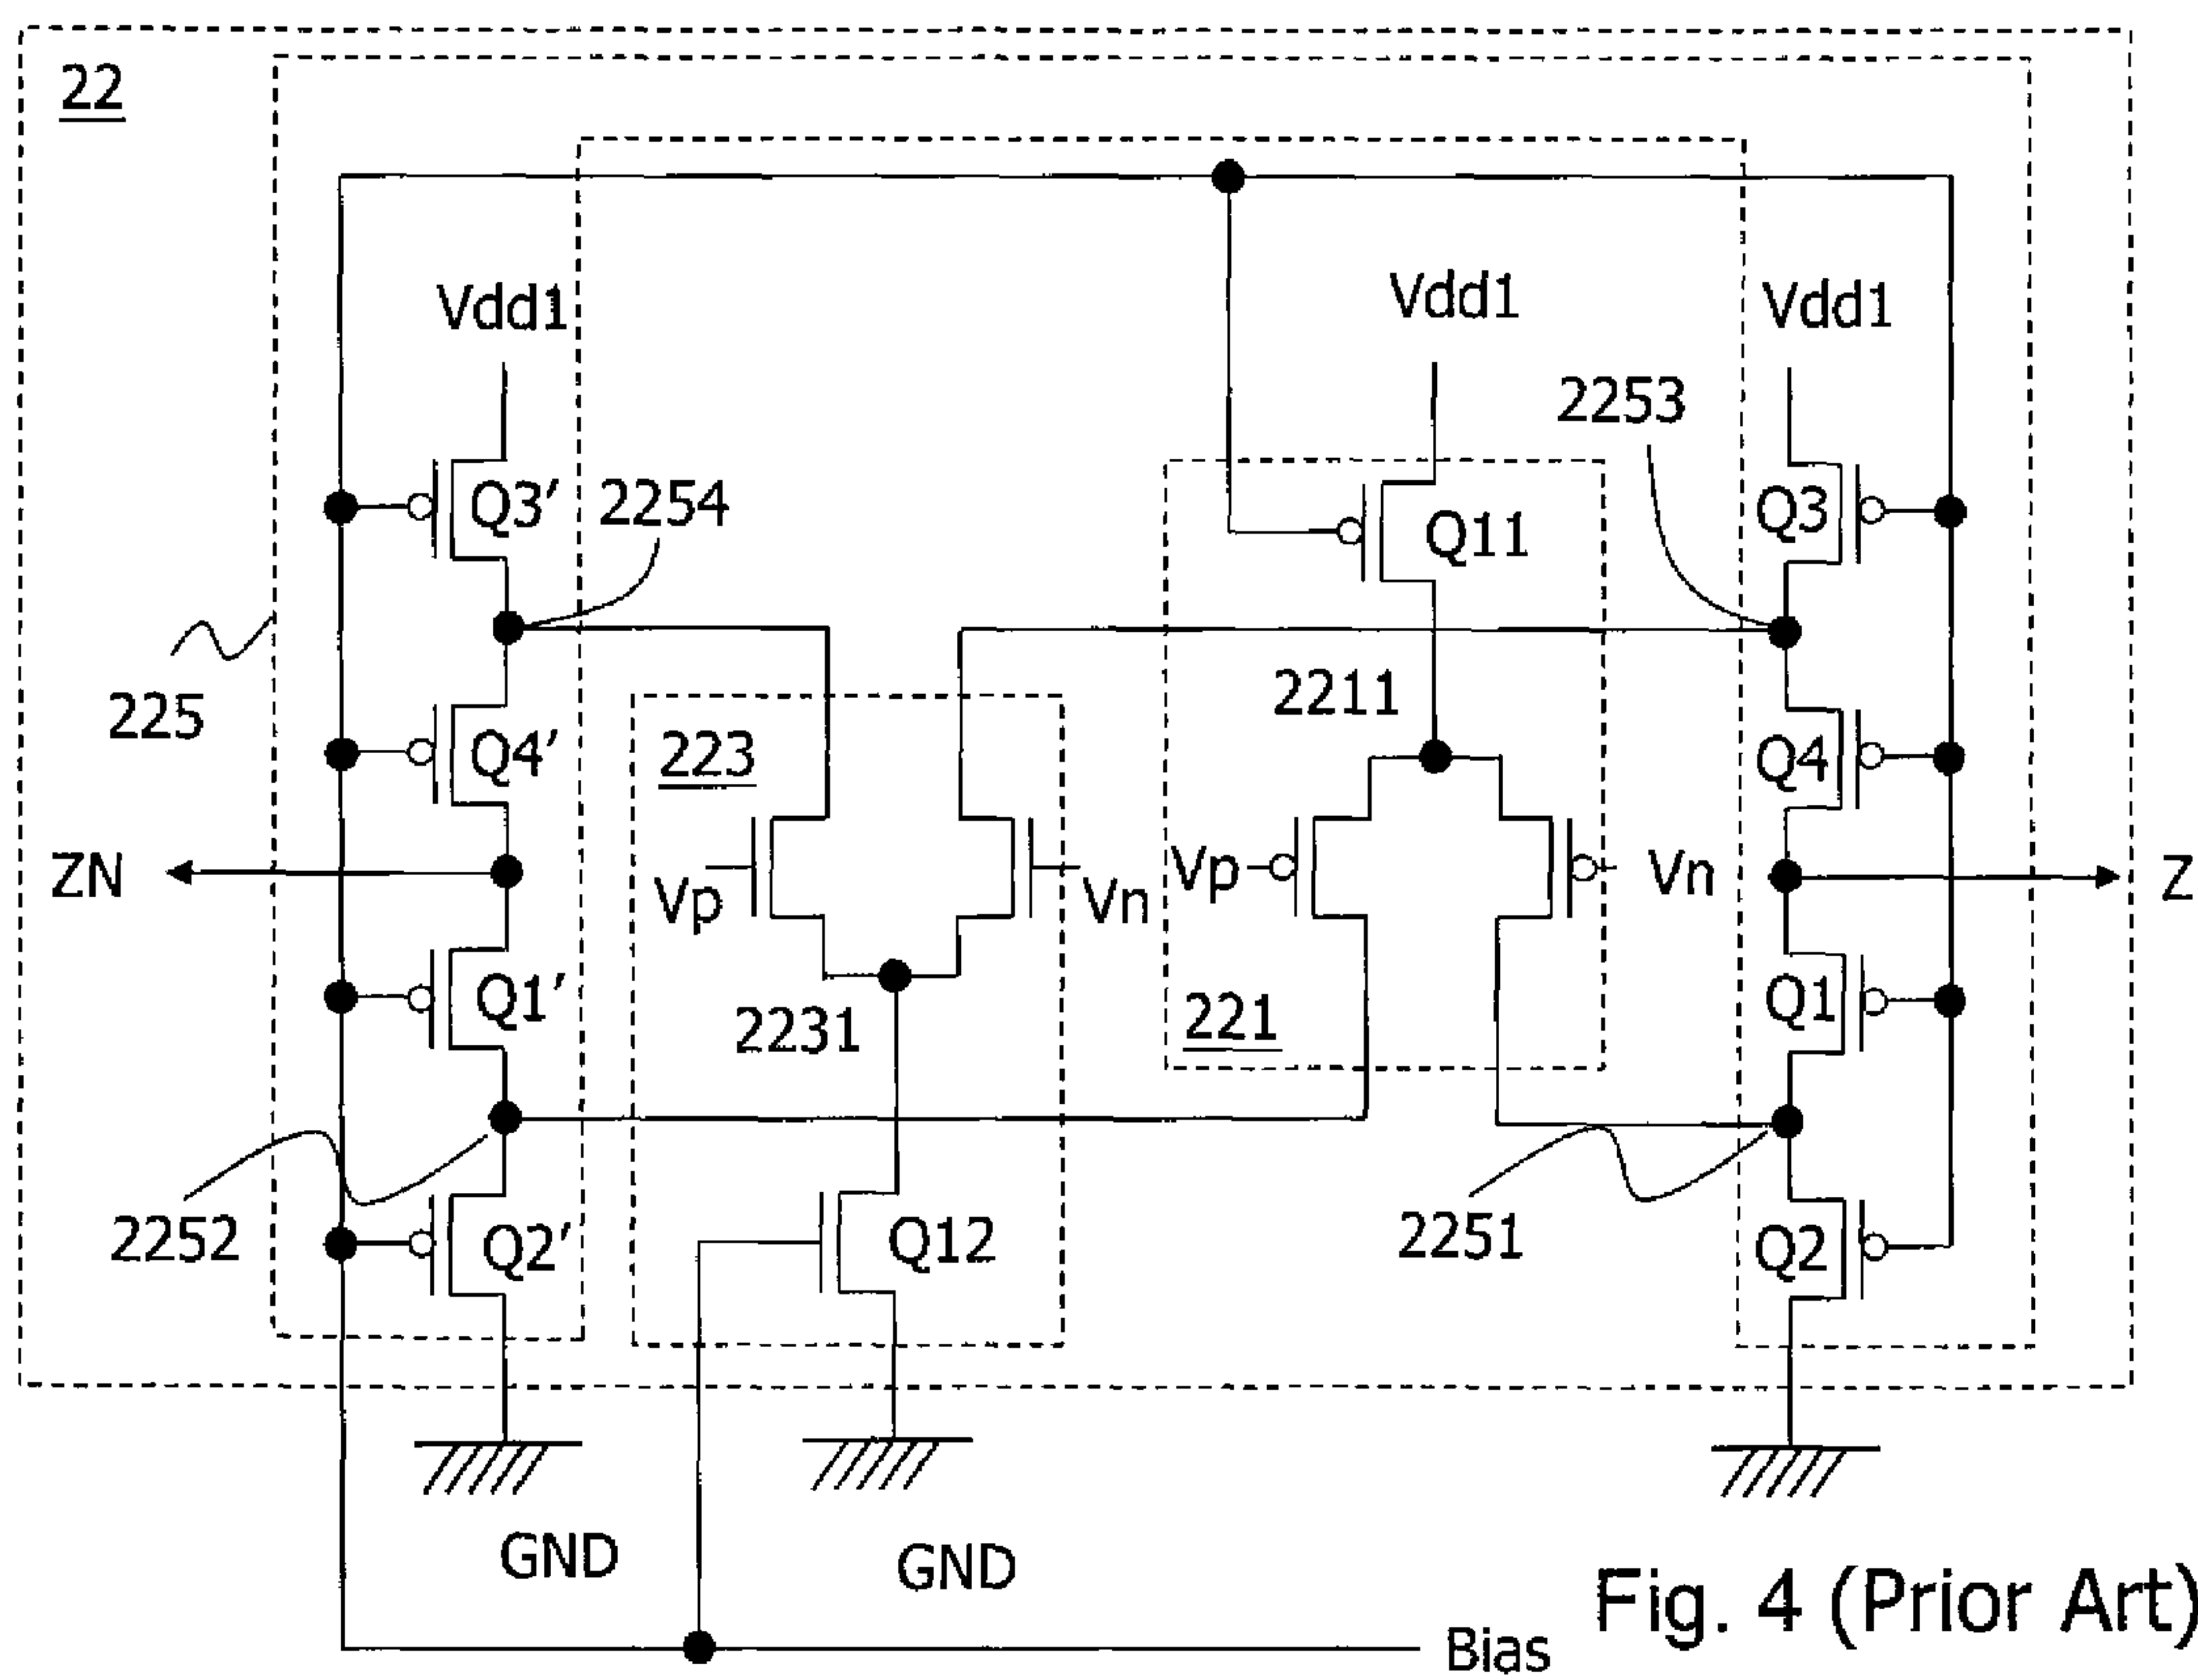 22
Vdd1
Vdd1
Vdd1
2253
Q3′
2254
Q11
Q3
2211
225
Q4′
223
Q4
ZN
Vp
Vn
Vp
Vn
Z
Q1′
2231
221
Q1
2252
Q2′
Q12
2251
Q2
GND
GND
Fig. 4 (Prior Art)
Bias